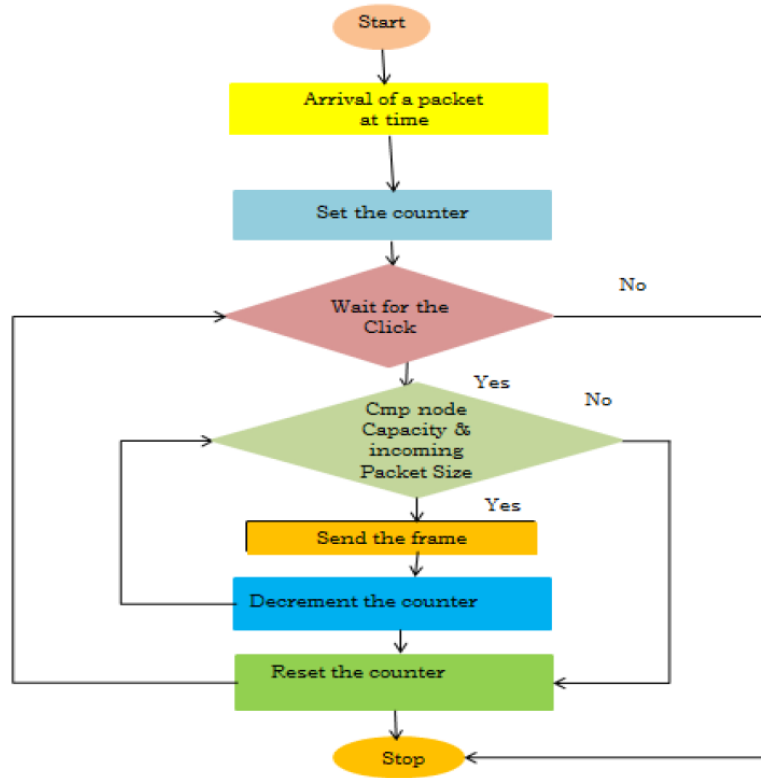 Start
Arrival of a packet
at time
Set the counter
No
Wait for the
Click
Yes
No
Cmp node
Capacity &
incoming
Packet Size
Yes
Send the frame
Decrement the counter
Reset the counter
Stop